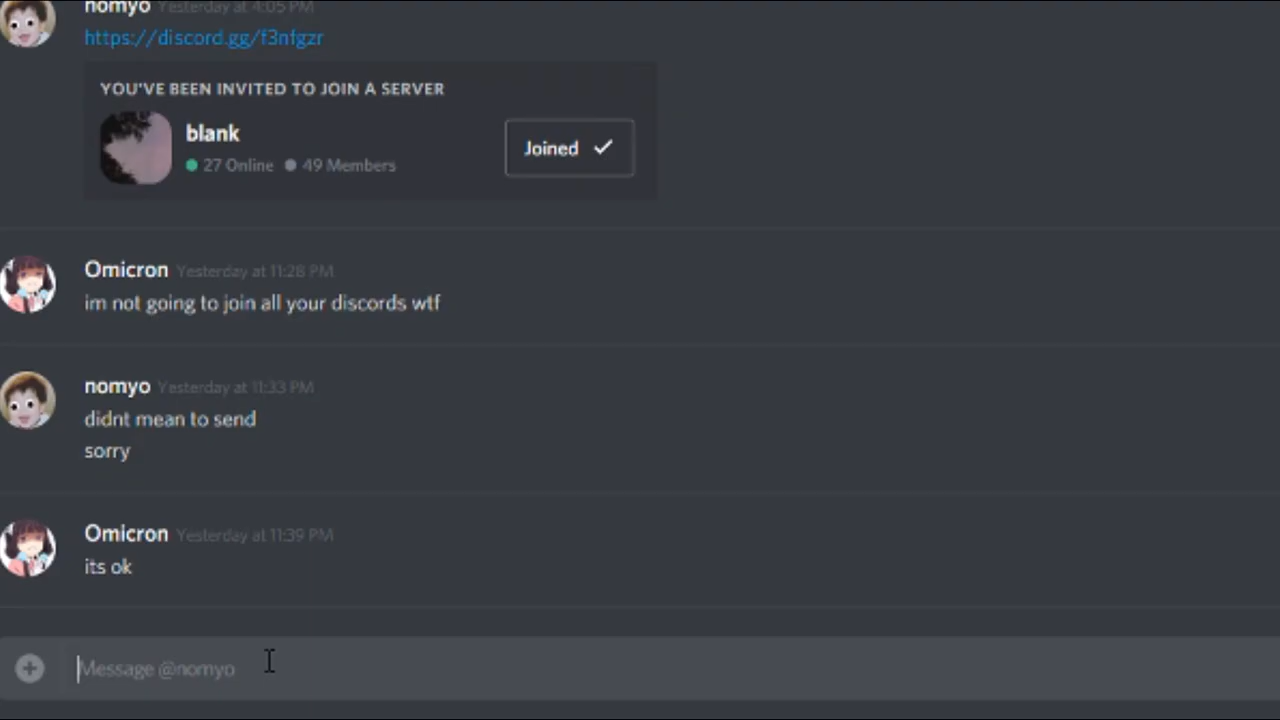 nomyo Yesterday at 4:05 PM
https://discord.gg/f3nfgzr
YOU'VE BEEN INVITED TO JOIN A SERVER
blank
27 Online 49 Members
Joined
Omicron Yesterday at 11:28 PM
im not going to join all your discords wtf
nomyo Yesterday at 11:33 PM
didnt mean to send
sorry
Omicron Yesterday at 11:39 PM
its ok
Message @nomyo